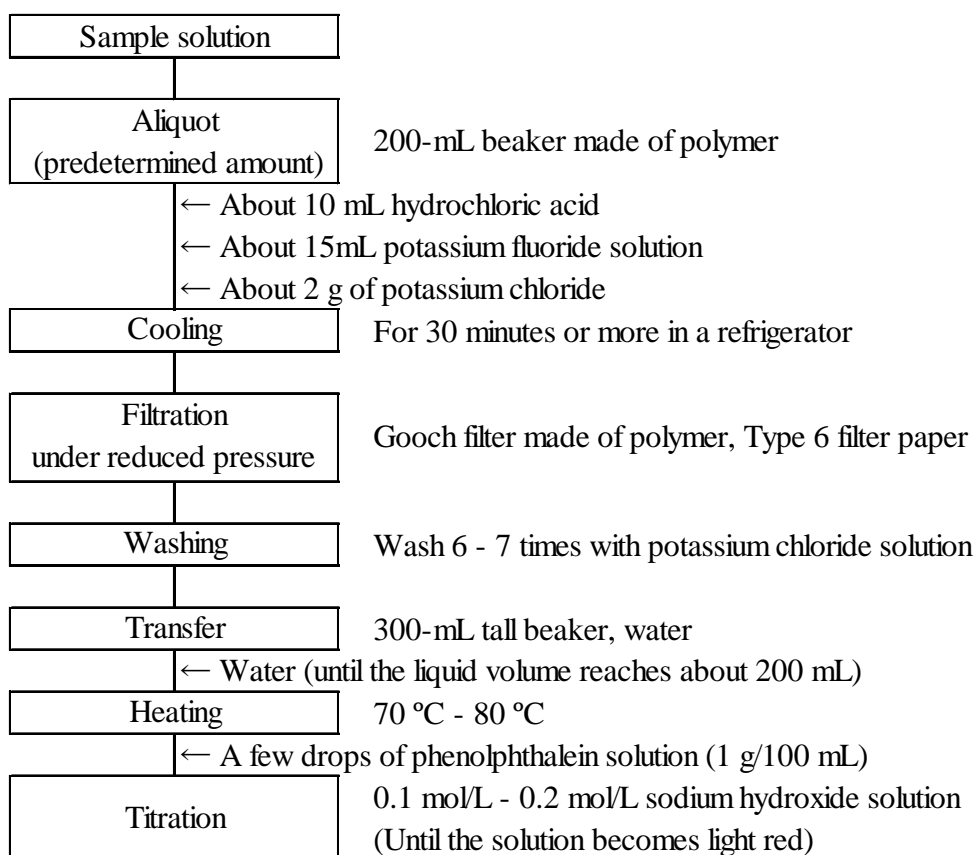 Sample solution
Aliquot
(predetermined amount)
200-mL beaker made of polymer
← About 10 mL hydrochloric acid
← About 15mL potassium fluoride solution
← About 2 g of potassium chloride
Cooling
For 30 minutes or more in a refrigerator
Filtration
under reduced pressure
Gooch filter made of polymer, Type 6 filter paper
Washing
Wash 6 - 7 times with potassium chloride solution
Transfer
300-mL tall beaker, water
← Water (until the liquid volume reaches about 200 mL)
Heating
70 ºC - 80 ºC
← A few drops of phenolphthalein solution (1 g/100 mL)
Titration
0.1 mol/L - 0.2 mol/L sodium hydroxide solution
(Until the solution becomes light red)